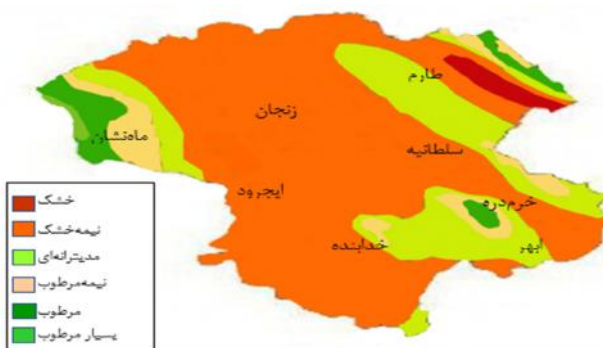 طارم
زنجان
ماه‌نشان
سلطانیه
ایجرود
خرم‌دره
خدابنده
ابهر
خشک
نیمه‌خشک
مدیترانه‌ای
نیمه‌مرطوب
مرطوب
بسیار مرطوب